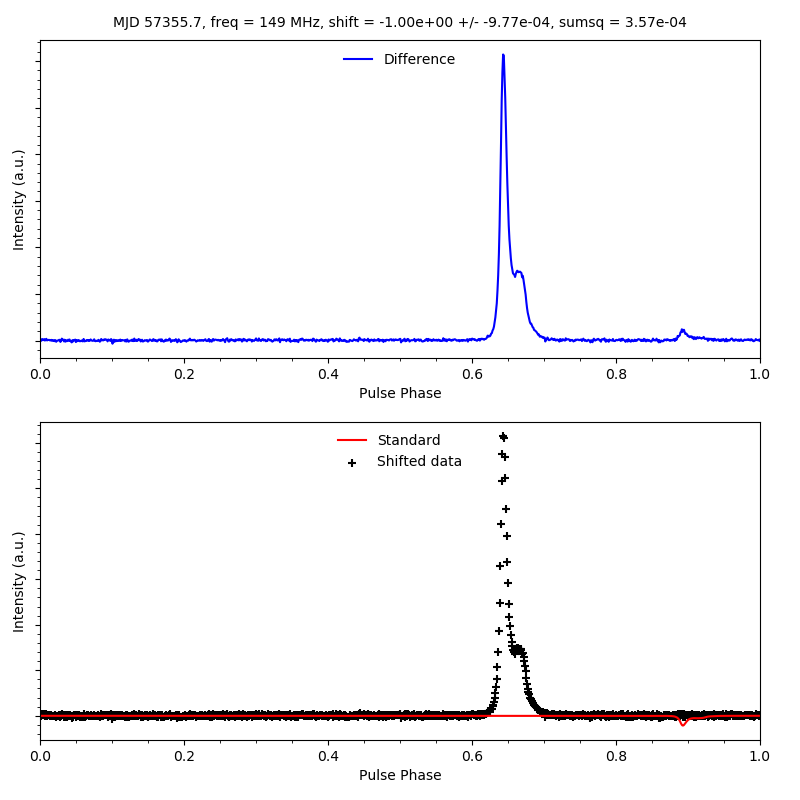 MJD 57355.7, freq = 149 MHz, shift = -1.00e+00 +/- -9.77e-04, sumsq = 3.57e-04
Difference
Intensity (a.u.)
0.0 0.2 0.4 0.6 0.8 1.0
Pulse Phase
Standard
Shifted data
Intensity (a.u.)
0.0 0.2 0.4 0.6 0.8 1.0
Pulse Phase